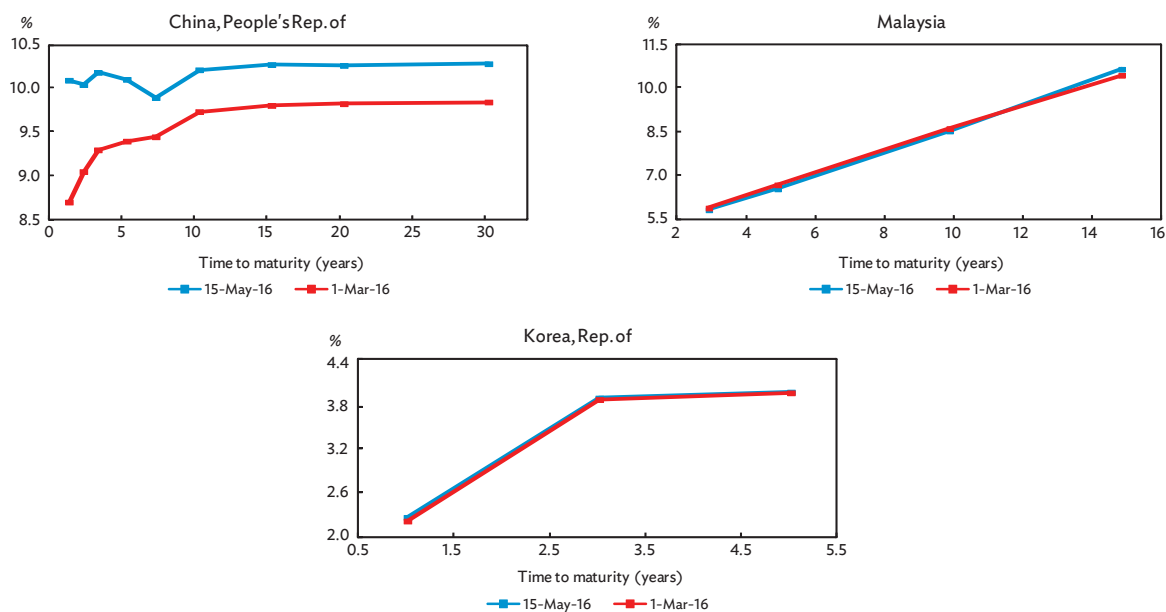 China, People's Rep. of
%
10.5
10.0
9.5
9.0
8.5
0 5 10 15 20 25 30
Time to maturity (years)
15-May-16 1-Mar-16
Malaysia
%
11.5
10.0
8.5
7.0
5.5
2 4 6 8 10 12 14 16
Time to maturity (years)
15-May-16 1-Mar-16
Korea, Rep. of
%
4.4
3.8
3.2
2.6
2.0
0.5 1.5 2.5 3.5 4.5 5.5
Time to maturity (years)
15-May-16 1-Mar-16